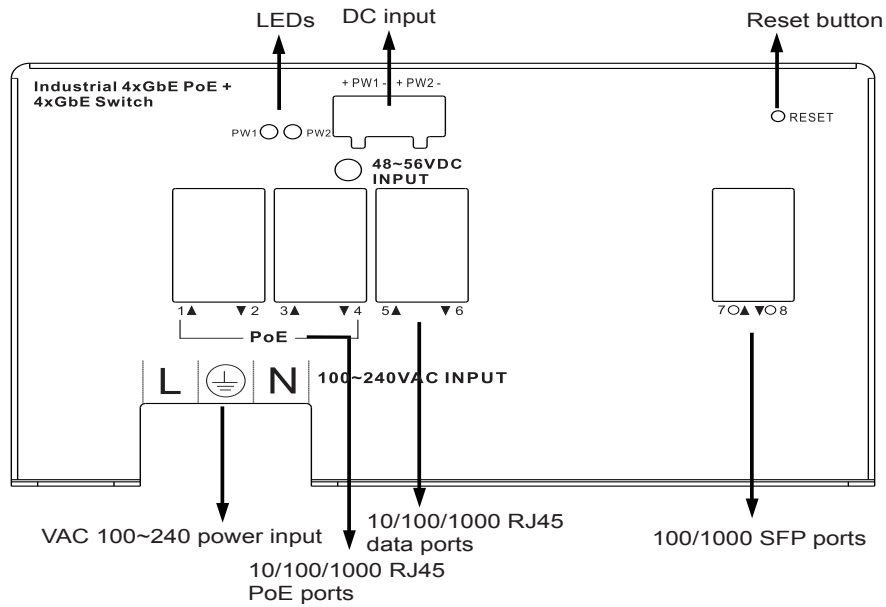 LEDs
DC input
Reset button
Industrial 4xGbE PoE +
4xGbE Switch
+ PW1 - + PW2 -
PW1 PW2
RESET
48~56VDC
INPUT
1▲ ▼2 3▲ ▼4 5▲ ▼6
7○▲ ▼○8
PoE
L N 100~240VAC INPUT
VAC 100~240 power input
10/100/1000 RJ45
data ports
100/1000 SFP ports
10/100/1000 RJ45
PoE ports